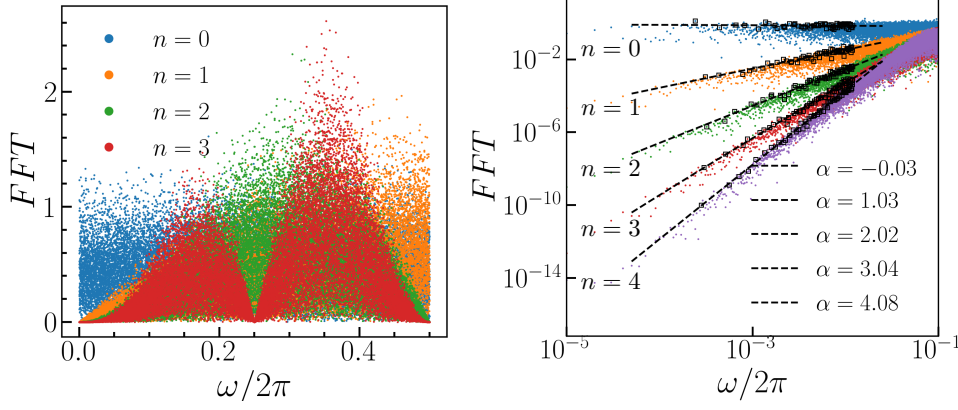 FFT
2
1
0
n = 0
n = 1
n = 2
n = 3
0.0
0.2
0.4
ω/2π
FFT
10⁻²
10⁻⁶
10⁻¹⁰
10⁻¹⁴
n = 0
n = 1
n = 2
n = 3
n = 4
α = −0.03
α = 1.03
α = 2.02
α = 3.04
α = 4.08
10⁻⁵
10⁻³
10⁻¹
ω/2π